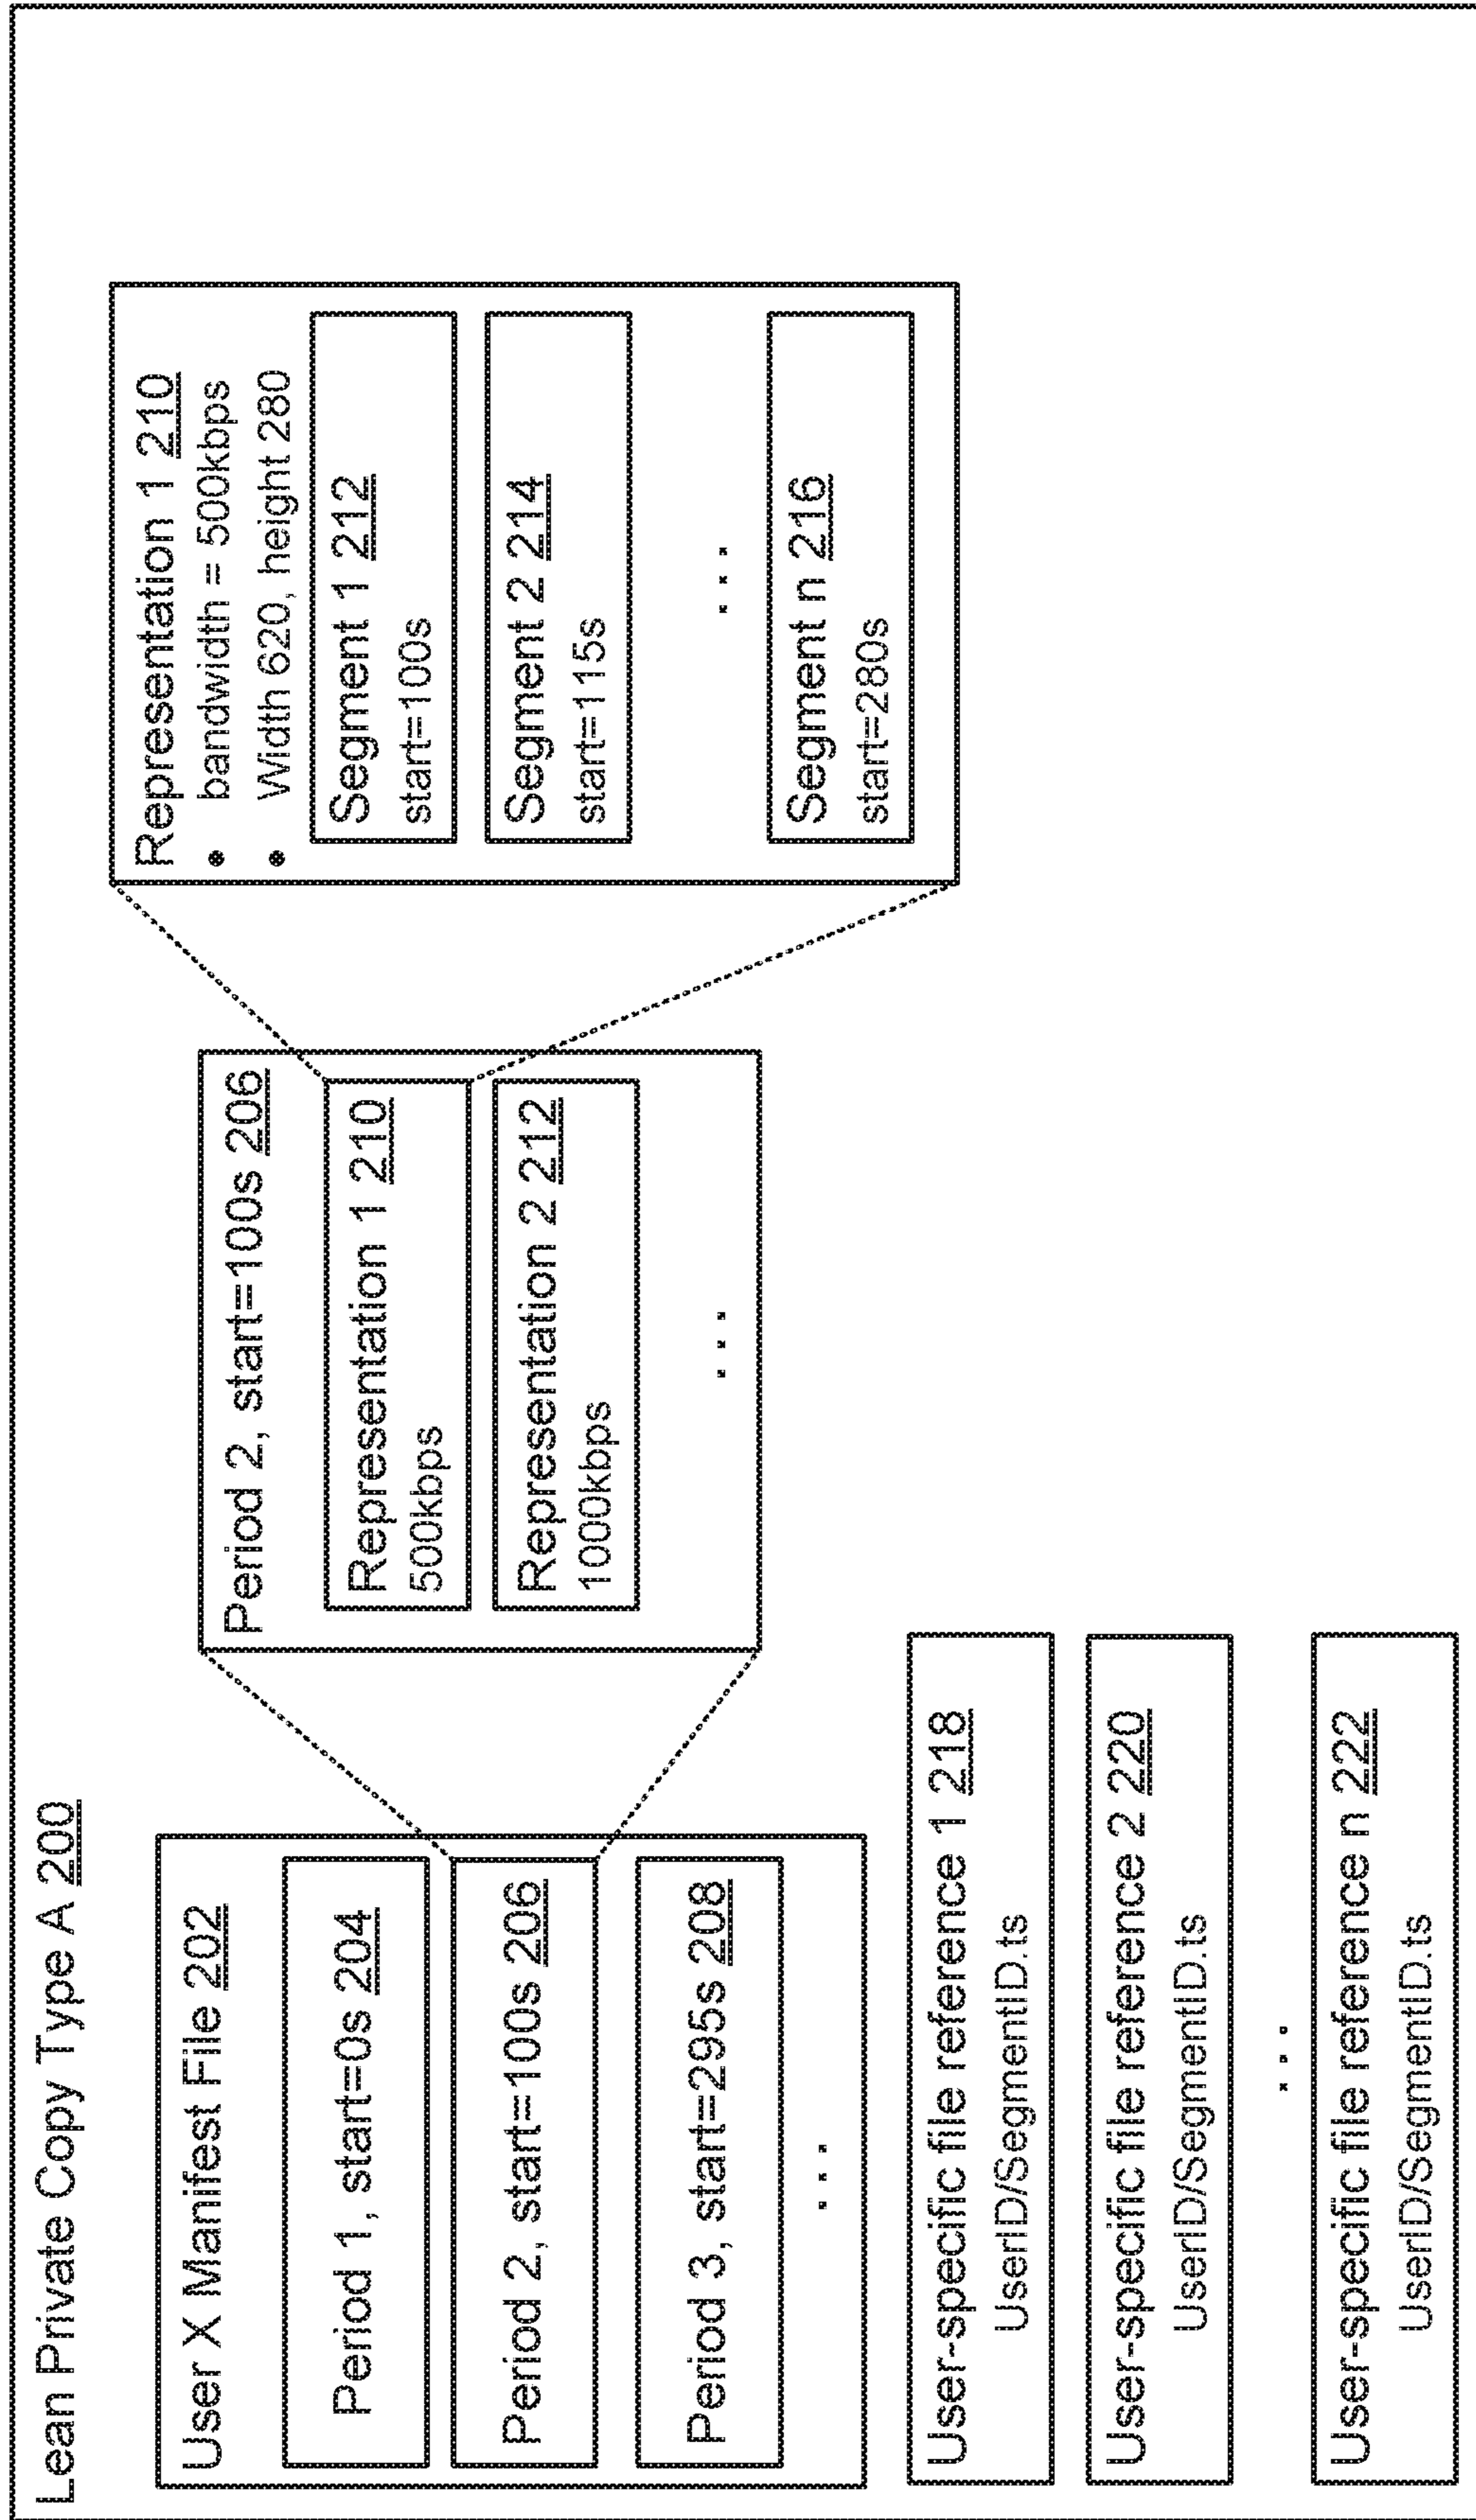 Lean Private Copy Type A 200
User X Manifest File 202
Period 1, start=0s 204
Period 2, start=100s 206
Period 3, start=295s 208
. . .
Period 2, start=100s 206
Representation 1 210
500kbps
Representation 2 212
1000kbps
. . .
Representation 1 210
• bandwidth = 500kbps
• Width 620, height 280
Segment 1 212
start=100s
Segment 2 214
start=115s
. . .
Segment n 216
start=280s
User-specific file reference 1 218
UserID/SegmentID.ts
User-specific file reference 2 220
UserID/SegmentID.ts
. . .
User-specific file reference n 222
UserID/SegmentID.ts